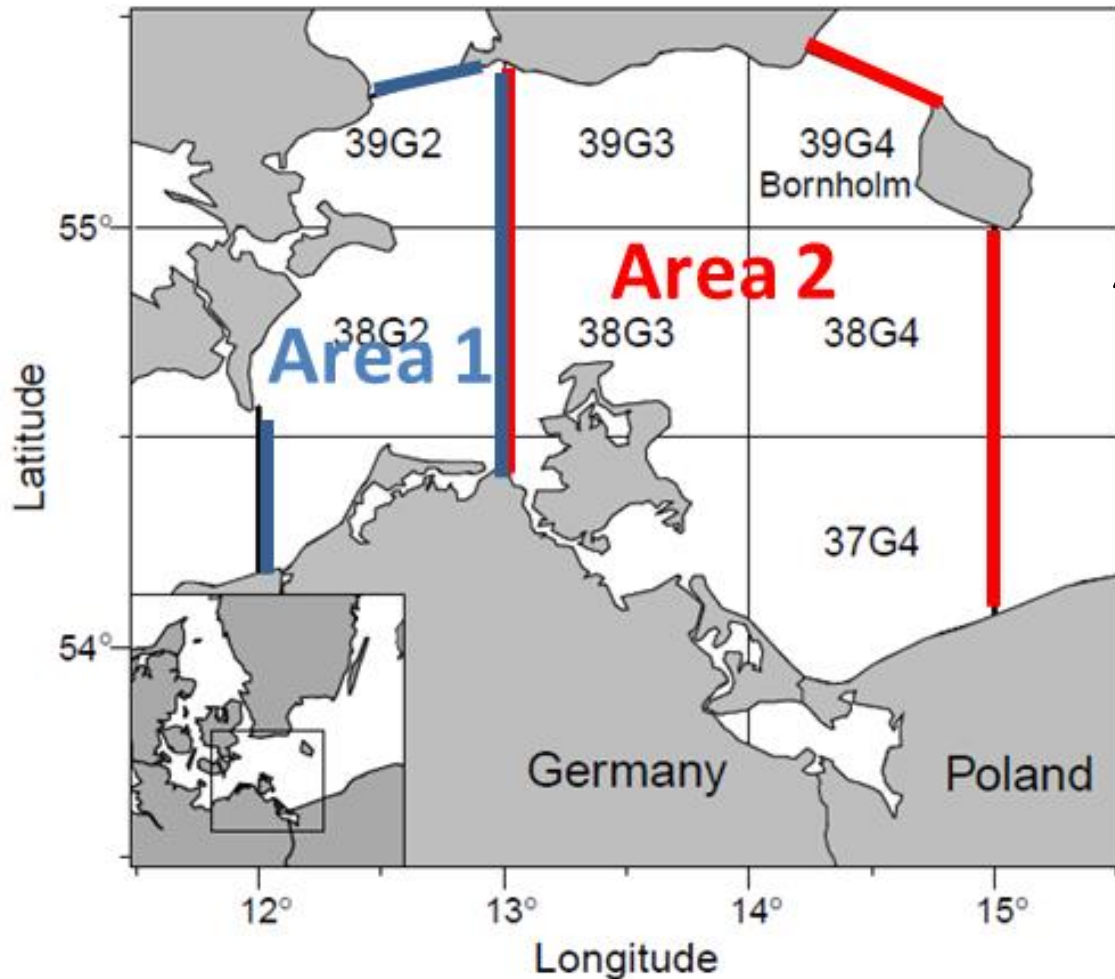 39G2
39G3
39G4
Bornholm
55°
Area 2
38G2
38G3
38G4
Area 1
Latitude
37G4
54°
Germany
Poland
12°
13°
14°
15°
Longitude